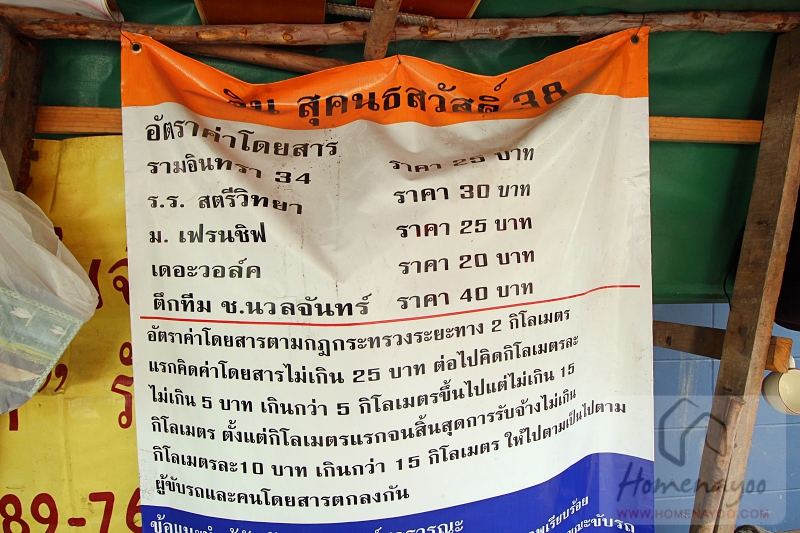 สุคนธสวัสดิ์ 38
อัตราค่าโดยสาร
รามอินทรา 34 ราคา 25 บาท
ร.ร. สตรีวิทยา ราคา 30 บาท
ม. เฟรนชิฟ ราคา 25 บาท
เดอะวอล์ค ราคา 20 บาท
ตึกทีม ซ.นวลจันทร์ ราคา 40 บาท
อัตราค่าโดยสารตามกฎกระทรวงระยะทาง 2 กิโลเมตร
แรกคิดค่าโดยสารไม่เกิน 25 บาท ต่อไปคิดกิโลเมตรละ
ไม่เกิน 5 บาท เกินกว่า 5 กิโลเมตรขึ้นไปแต่ไม่เกิน 15
กิโลเมตร ตั้งแต่กิโลเมตรแรกจนสิ้นสุดการรับจ้างไม่เกิน
กิโลเมตรละ10 บาท เกินกว่า 15 กิโลเมตร ให้ไปตามเป็นไปตาม
ผู้ขับรถและคนโดยสารตกลงกัน
89-76
Homenayoo
WWW.HOMENAYOO.COM